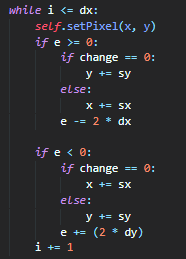 while i <= dx:
    self.setPixel(x, y)
    if e >= 0:
        if change == 0:
            y += sy
        else:
            x += sx
        e -= 2 * dx

    if e < 0:
        if change == 0:
            x += sx
        else:
            y += sy
        e += (2 * dy)
    i += 1